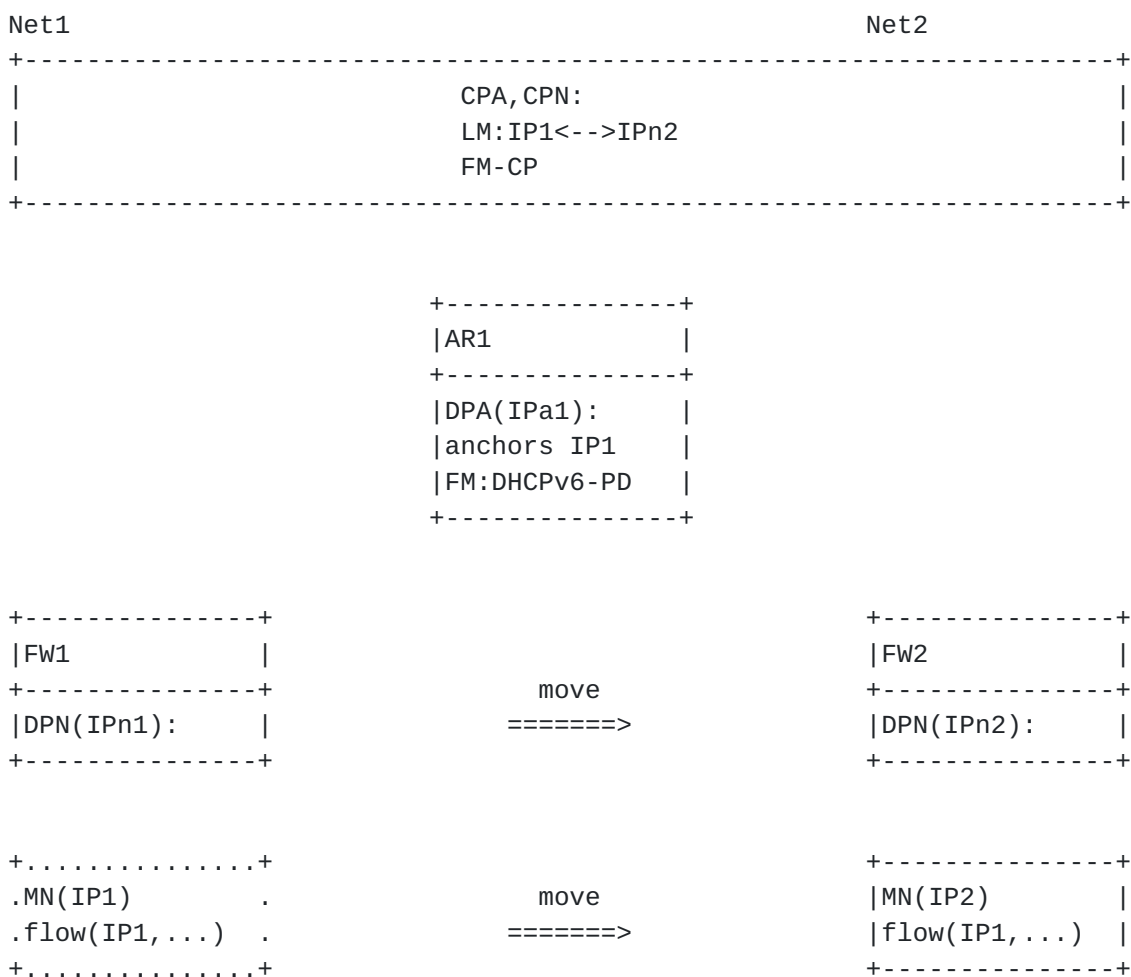 Net1 Net2
CPA,CPN:
LM:IP1<-->IPn2
FM-CP
AR1
DPA(IPa1):
anchors IP1
FM:DHCPv6-PD
FW1 FW2
move
DPN(IPn1): =======> DPN(IPn2):
MN(IP1) move MN(IP2)
flow(IP1,...) =======> flow(IP1,...)